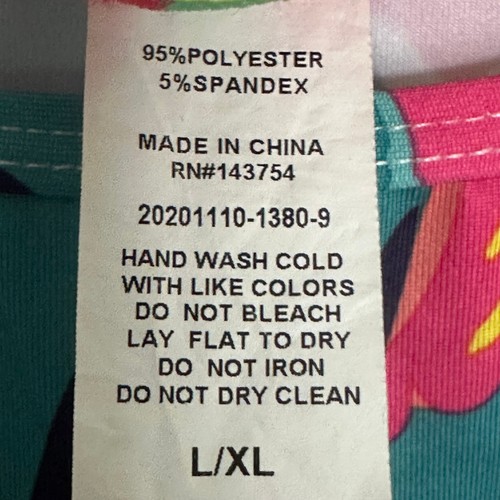 95%POLYESTER
5%SPANDEX
MADE IN CHINA
RN#143754
20201110-1380-9
HAND WASH COLD
WITH LIKE COLORS
DO NOT BLEACH
LAY FLAT TO DRY
DO NOT IRON
DO NOT DRY CLEAN
L/XL